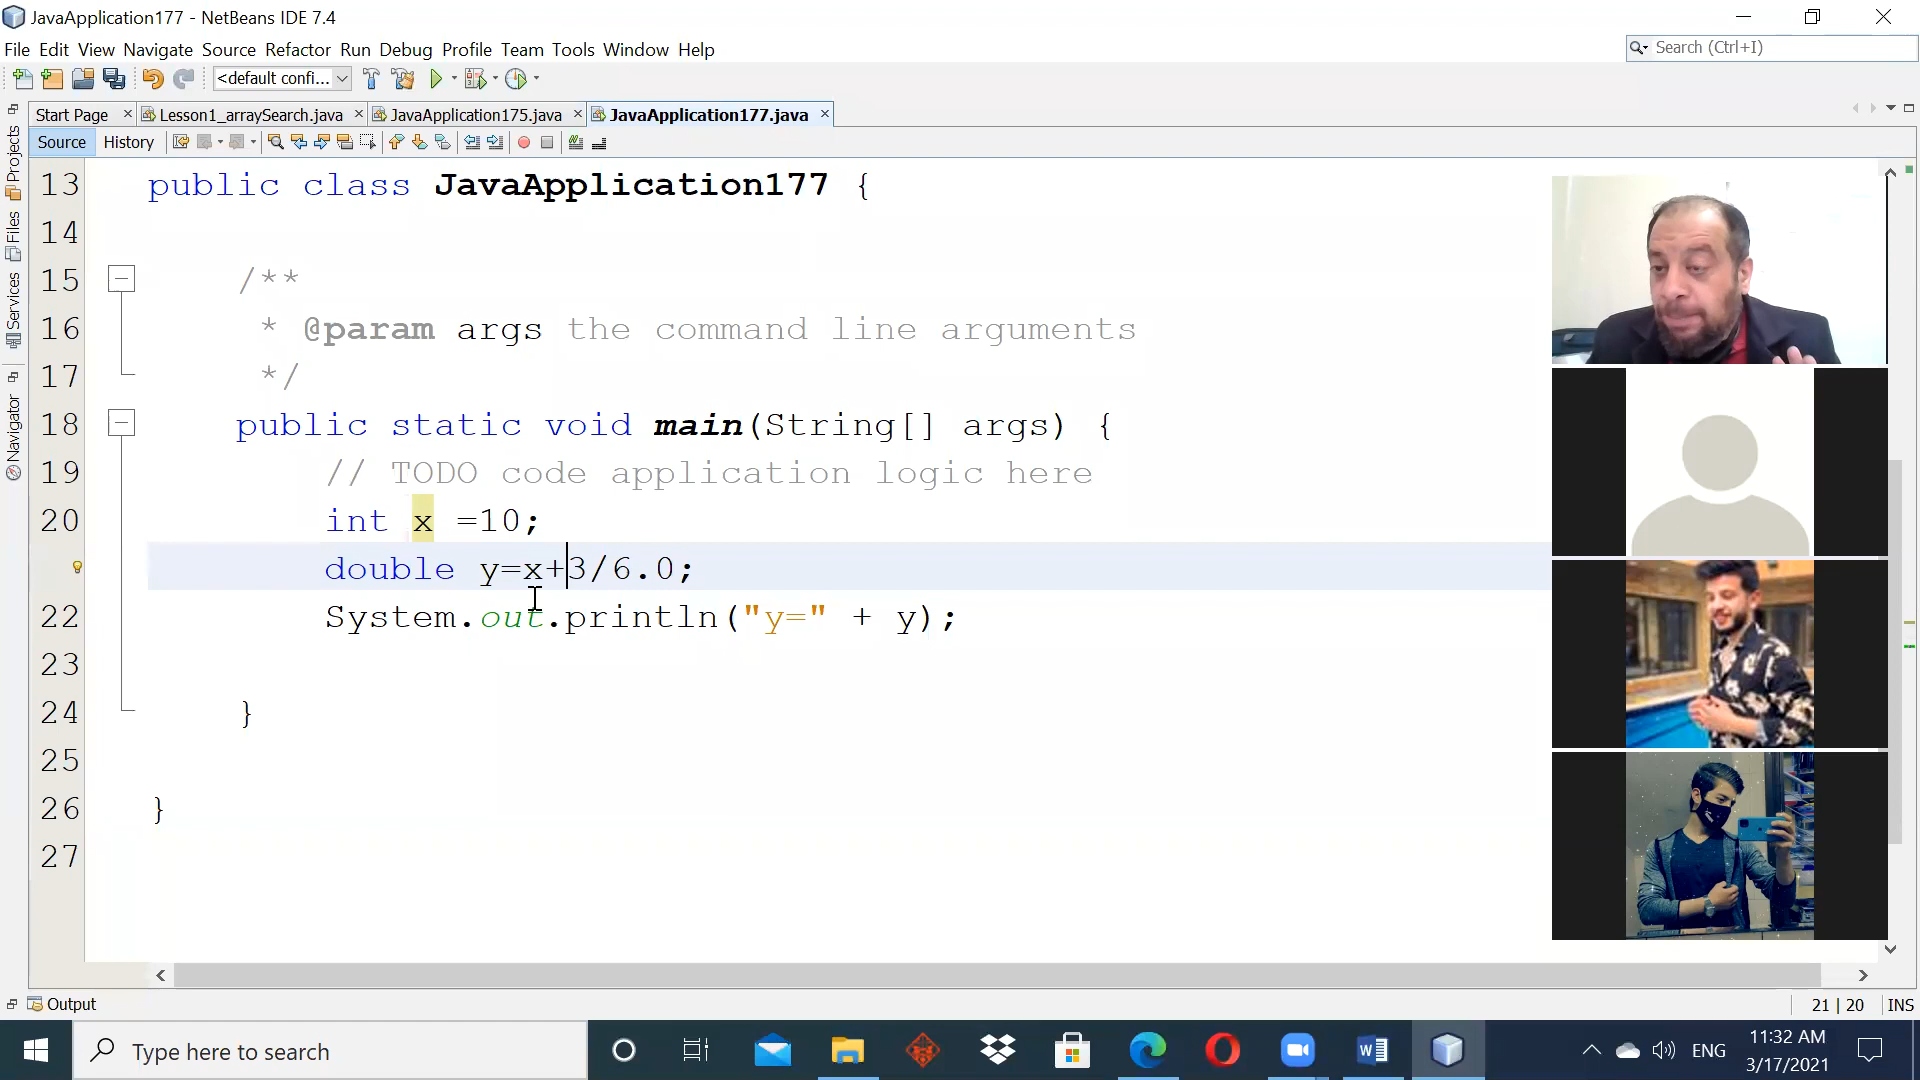 JavaApplication177 - NetBeans IDE 7.4
File Edit View Navigate Source Refactor Run Debug Profile Team Tools Window Help
Search (Ctrl+I)
<default confi...
Start Page Lesson1_arraySearch.java JavaApplication175.java JavaApplication177.java
Source History
Projects
Files
Services
Navigator
13 public class JavaApplication177 {
14
15 /**
16 * @param args the command line arguments
17 */
18 public static void main(String[] args) {
19 // TODO code application logic here
20 int x =10;
double y=x+3/6.0;
22 System.out.println("y=" + y);
23
24 }
25
26 }
27
Output
21 | 20 INS
Type here to search
ENG
11:32 AM
3/17/2021